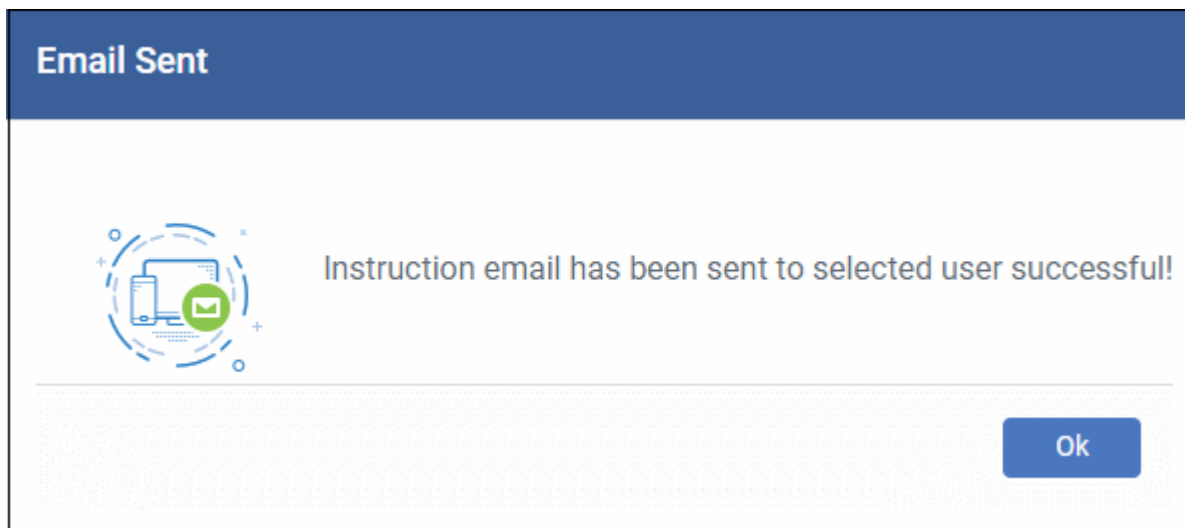 Email Sent
Instruction email has been sent to selected user successful!
Ok